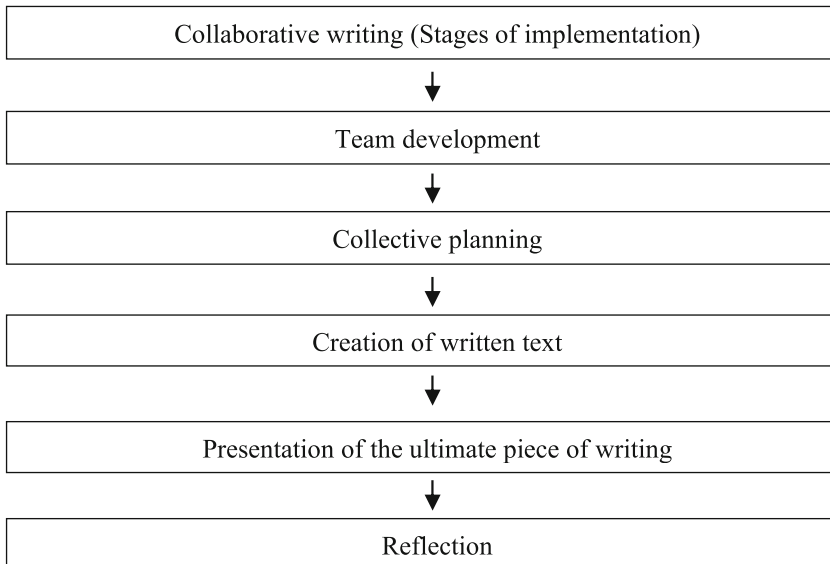 Collaborative writing (Stages of implementation)
Team development
Collective planning
Creation of written text
Presentation of the ultimate piece of writing
Reflection